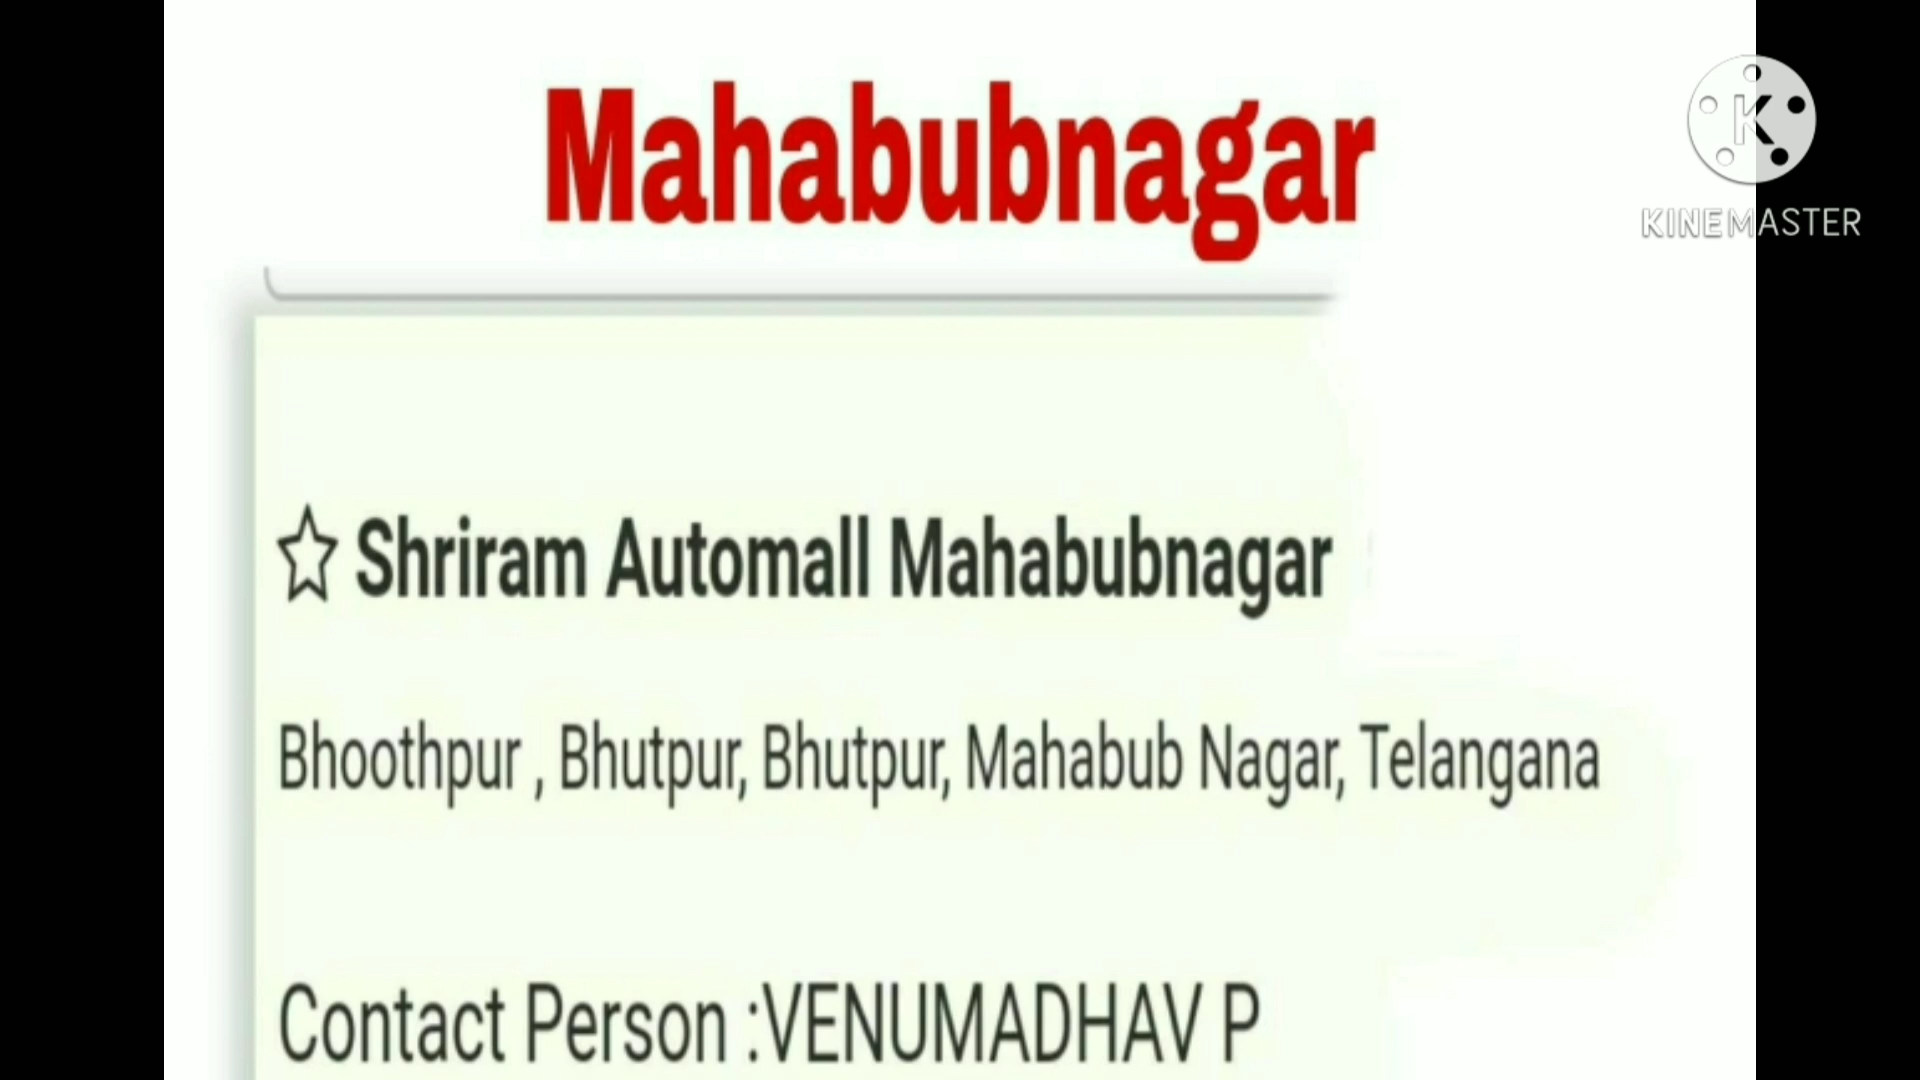 Mahabubnagar
K
KINEMASTER
☆ Shriram Automall Mahabubnagar
Bhoothpur , Bhutpur, Bhutpur, Mahabub Nagar, Telangana
Contact Person :VENUMADHAV P